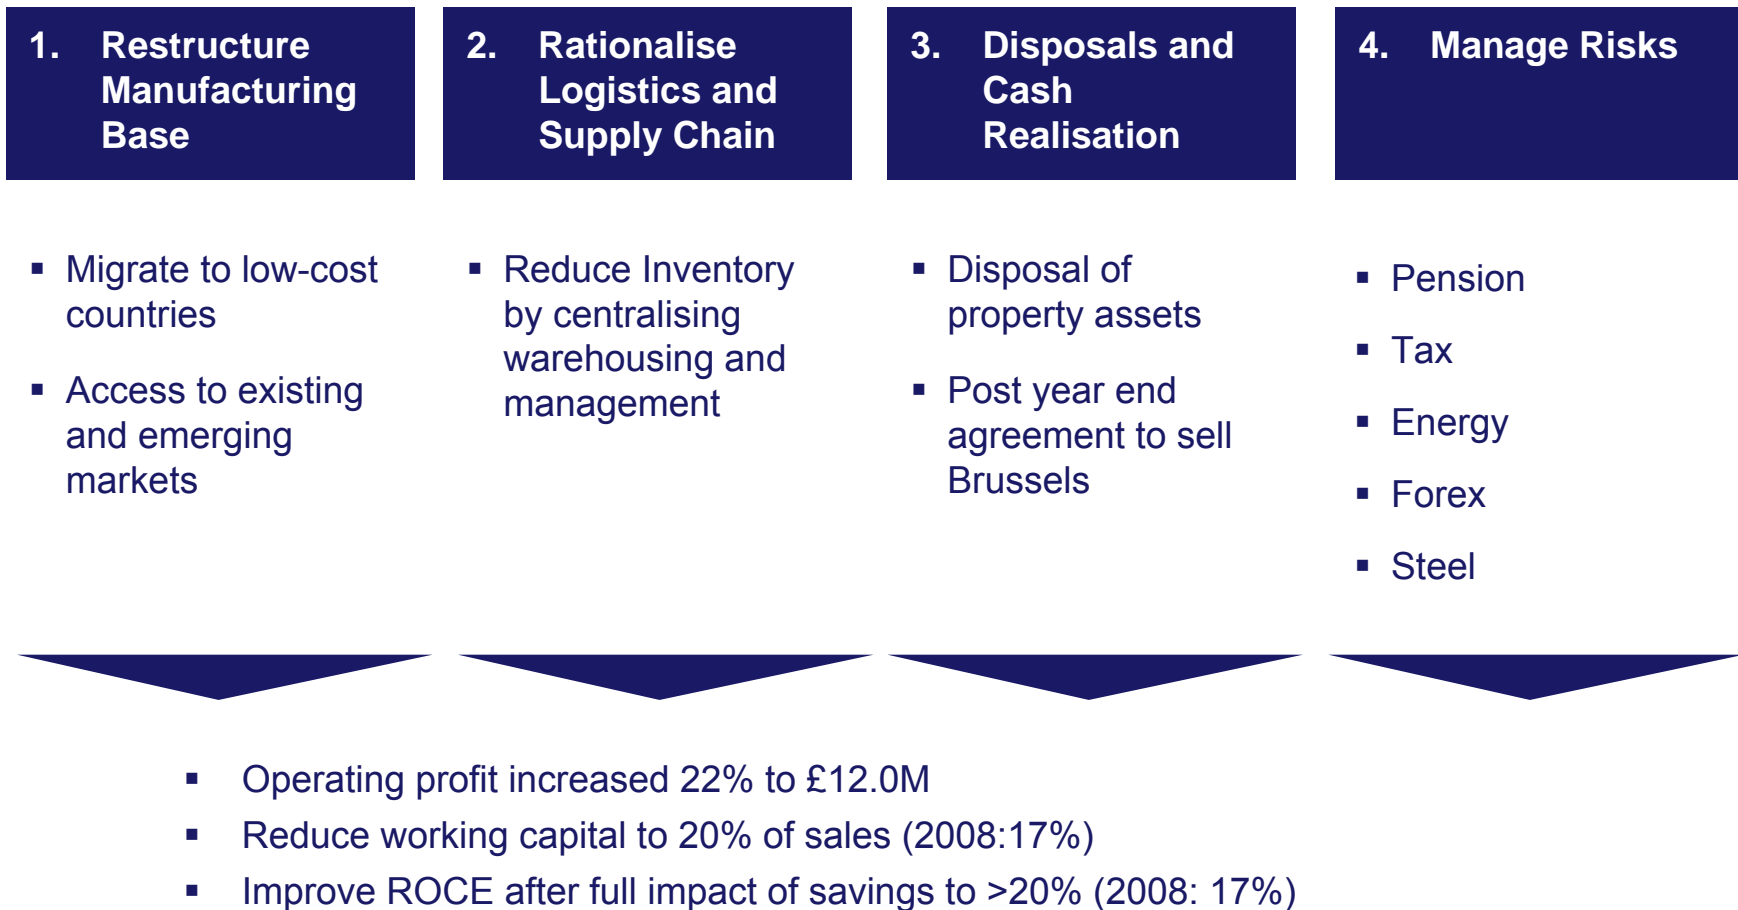 1. Restructure
Manufacturing
Base
2. Rationalise
Logistics and
Supply Chain
3. Disposals and
Cash
Realisation
4. Manage Risks
▪ Migrate to low-cost
countries
▪ Access to existing
and emerging
markets
▪ Reduce Inventory
by centralising
warehousing and
management
▪ Disposal of
property assets
▪ Post year end
agreement to sell
Brussels
▪ Pension
▪ Tax
▪ Energy
▪ Forex
▪ Steel
▪ Operating profit increased 22% to £12.0M
▪ Reduce working capital to 20% of sales (2008:17%)
▪ Improve ROCE after full impact of savings to >20% (2008: 17%)